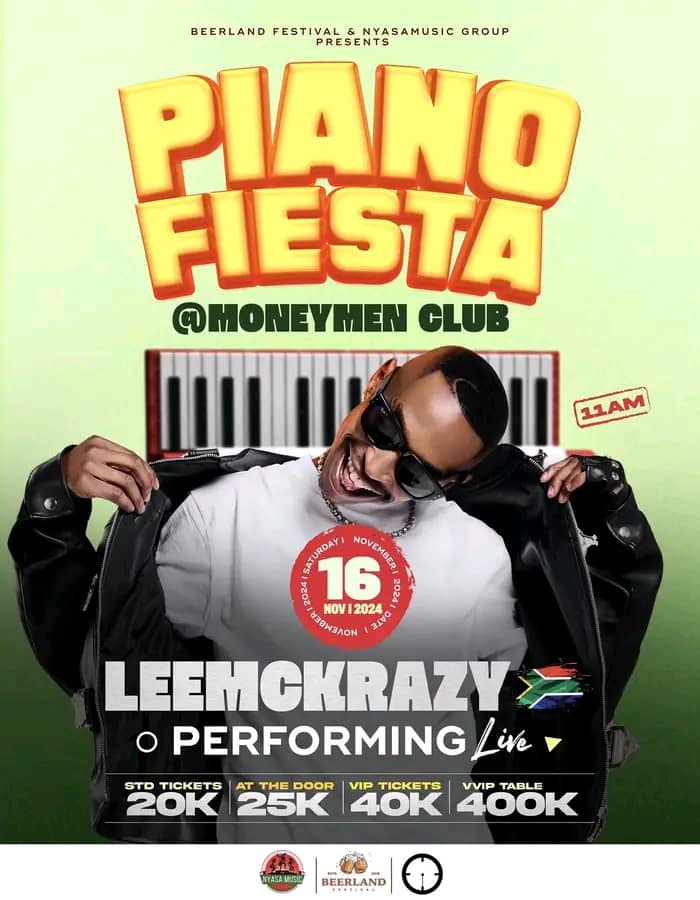 BEERLAND FESTIVAL & NYASAMUSIC GROUP
PRESENTS
PIANO
FIESTA
@MONEYMEN CLUB
11AM
SATURDAY | NOVEMBER | 2024 | DATE | NOVEMBER | 2024 |
16
NOV | 2024
LEEMCKRAZY
PERFORMING Live
STD TICKETS
20K
AT THE DOOR
25K
VIP TICKETS
40K
VVIP TABLE
400K
NYASA MUSIC
BEERLAND
FESTIVAL